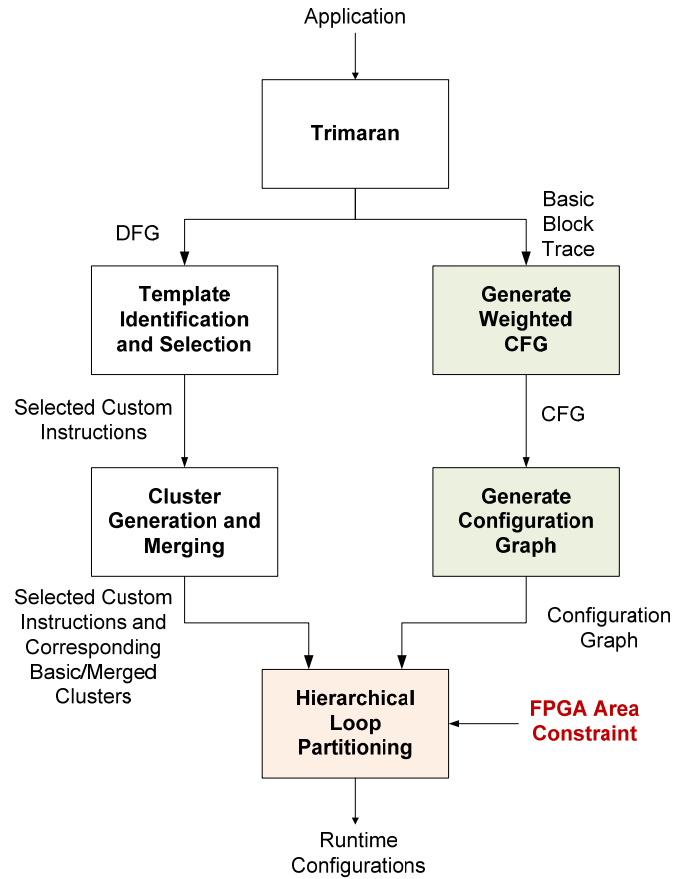 Application
Trimaran
DFG
Basic
Block
Trace
Template
Identification
and Selection
Generate
Weighted
CFG
Selected Custom
Instructions
CFG
Cluster
Generation and
Merging
Generate
Configuration
Graph
Selected Custom
Instructions and
Corresponding
Basic/Merged
Clusters
Configuration
Graph
Hierarchical
Loop
Partitioning
FPGA Area
Constraint
Runtime
Configurations